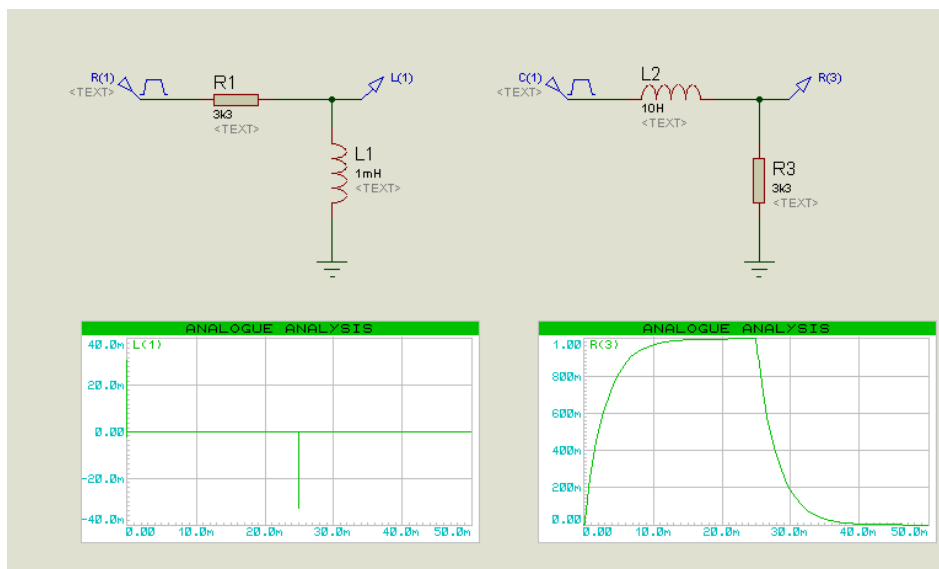 R(1)
<TEXT>
R1
3k3
<TEXT>
L(1)
L1
1mH
<TEXT>
C(1)
<TEXT>
L2
10H
<TEXT>
R(3)
R3
3k3
<TEXT>
ANALOGUE ANALYSIS
L(1)
40.0m
20.0m
0.00
-20.0m
-40.0m
0.00 10.0m 20.0m 30.0m 40.0m 50.0m
ANALOGUE ANALYSIS
R(3)
1.00
800m
600m
400m
200m
0.00
0.00 10.0m 20.0m 30.0m 40.0m 50.0m